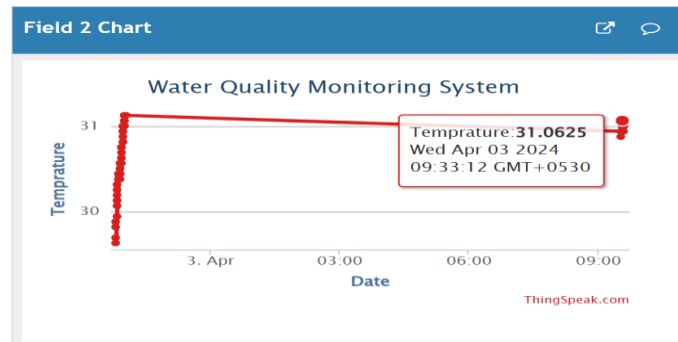 Field 2 Chart
Water Quality Monitoring System
31
30
Temprature
Temprature:31.0625
Wed Apr 03 2024
09:33:12 GMT+0530
3. Apr 03:00 06:00 09:00
Date
ThingSpeak.com